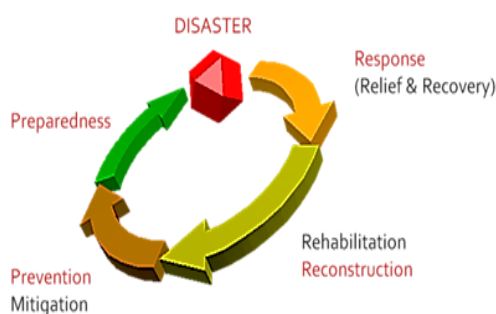 DISASTER
Response
(Relief & Recovery)
Preparedness
Rehabilitation
Reconstruction
Prevention
Mitigation